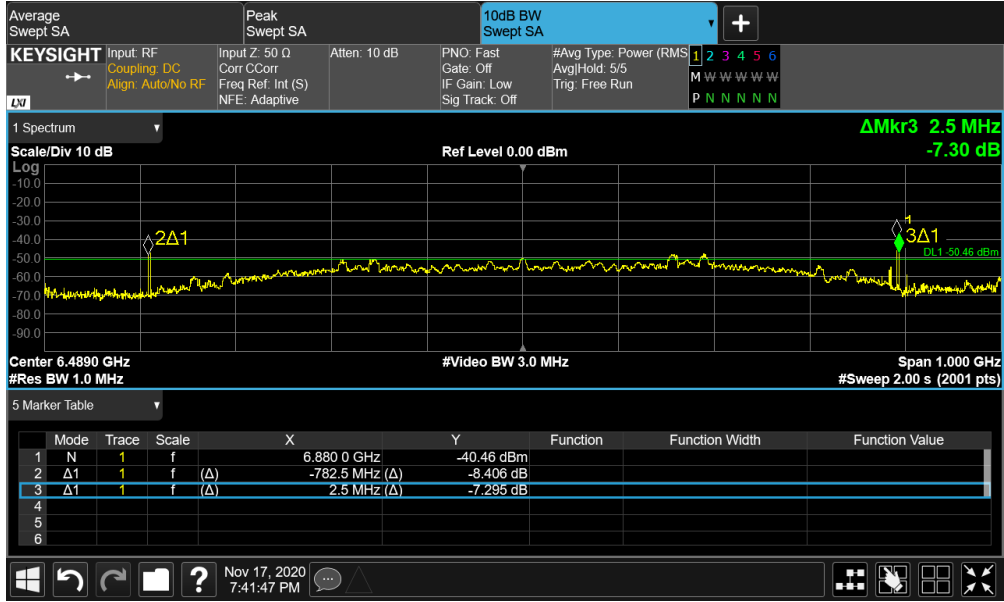 Average
Swept SA
Peak
Swept SA
10dB BW
Swept SA
KEYSIGHT
LXI
Input: RF
Coupling: DC
Align: Auto/No RF
Input Z: 50 Ω
Corr CCorr
Freq Ref: Int (S)
NFE: Adaptive
Atten: 10 dB
PNO: Fast
Gate: Off
IF Gain: Low
Sig Track: Off
#Avg Type: Power (RMS
Avg|Hold: 5/5
Trig: Free Run
1 2 3 4 5 6
M W W W W W
P N N N N N
1 Spectrum
ΔMkr3 2.5 MHz
-7.30 dB
Scale/Div 10 dB
Ref Level 0.00 dBm
Log
-10.0
-20.0
-30.0
-40.0
-50.0
-60.0
-70.0
-80.0
-90.0
2Δ1
1
3Δ1
DL1 -50.46 dBm
Center 6.4890 GHz
#Video BW 3.0 MHz
Span 1.000 GHz
#Res BW 1.0 MHz
#Sweep 2.00 s (2001 pts)
5 Marker Table
Mode Trace Scale X Y Function Function Width Function Value
1 N 1 f 6.880 0 GHz -40.46 dBm
2 Δ1 1 f (Δ) -782.5 MHz (Δ) -8.406 dB
3 Δ1 1 f (Δ) 2.5 MHz (Δ) -7.295 dB
4
5
6
?
Nov 17, 2020
7:41:47 PM